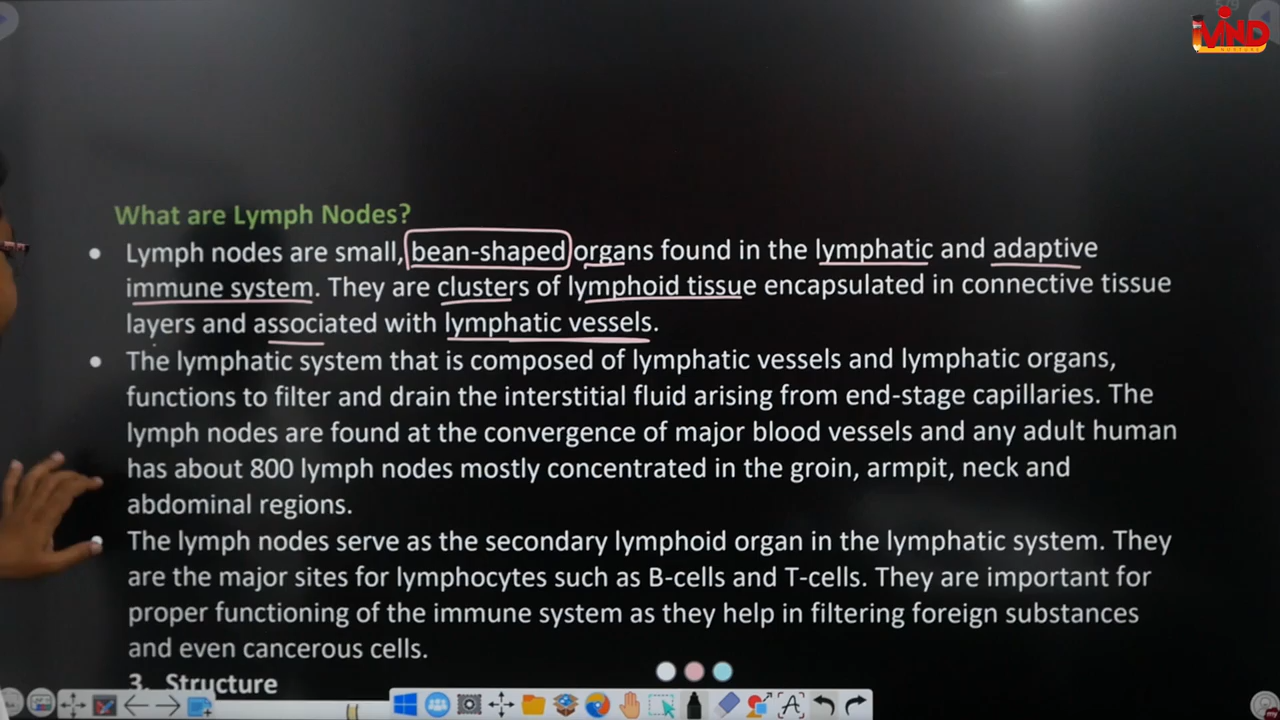 iMIND
NURTURE
What are Lymph Nodes?
• Lymph nodes are small, bean-shaped organs found in the lymphatic and adaptive
immune system. They are clusters of lymphoid tissue encapsulated in connective tissue
layers and associated with lymphatic vessels.
• The lymphatic system that is composed of lymphatic vessels and lymphatic organs,
functions to filter and drain the interstitial fluid arising from end-stage capillaries. The
lymph nodes are found at the convergence of major blood vessels and any adult human
has about 800 lymph nodes mostly concentrated in the groin, armpit, neck and
abdominal regions.
• The lymph nodes serve as the secondary lymphoid organ in the lymphatic system. They
are the major sites for lymphocytes such as B-cells and T-cells. They are important for
proper functioning of the immune system as they help in filtering foreign substances
and even cancerous cells.
3. Structure